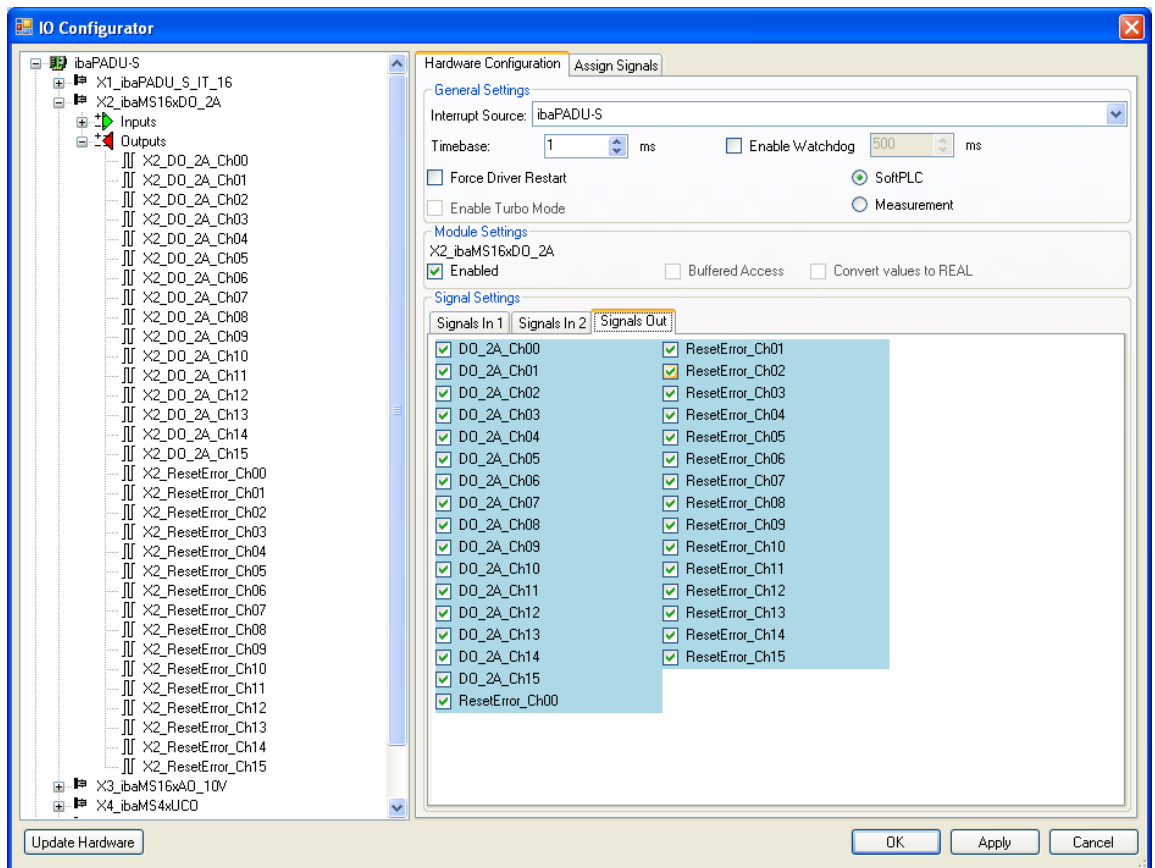 IO Configurator
ibaPADU-S
X1_ibaPADU_S_IT_16
X2_ibaMS16xDO_2A
Inputs
Outputs
X2_DO_2A_Ch00
X2_DO_2A_Ch01
X2_DO_2A_Ch02
X2_DO_2A_Ch03
X2_DO_2A_Ch04
X2_DO_2A_Ch05
X2_DO_2A_Ch06
X2_DO_2A_Ch07
X2_DO_2A_Ch08
X2_DO_2A_Ch09
X2_DO_2A_Ch10
X2_DO_2A_Ch11
X2_DO_2A_Ch12
X2_DO_2A_Ch13
X2_DO_2A_Ch14
X2_DO_2A_Ch15
X2_ResetError_Ch00
X2_ResetError_Ch01
X2_ResetError_Ch02
X2_ResetError_Ch03
X2_ResetError_Ch04
X2_ResetError_Ch05
X2_ResetError_Ch06
X2_ResetError_Ch07
X2_ResetError_Ch08
X2_ResetError_Ch09
X2_ResetError_Ch10
X2_ResetError_Ch11
X2_ResetError_Ch12
X2_ResetError_Ch13
X2_ResetError_Ch14
X2_ResetError_Ch15
X3_ibaMS16xAO_10V
X4_ibaMS4xUCO
Hardware Configuration Assign Signals
General Settings
Interrupt Source: ibaPADU-S
Timebase: 1 ms Enable Watchdog 500 ms
Force Driver Restart SoftPLC
Enable Turbo Mode Measurement
Module Settings
X2_ibaMS16xDO_2A
Enabled Buffered Access Convert values to REAL
Signal Settings
Signals In 1 Signals In 2 Signals Out
DO_2A_Ch00 ResetError_Ch01
DO_2A_Ch01 ResetError_Ch02
DO_2A_Ch02 ResetError_Ch03
DO_2A_Ch03 ResetError_Ch04
DO_2A_Ch04 ResetError_Ch05
DO_2A_Ch05 ResetError_Ch06
DO_2A_Ch06 ResetError_Ch07
DO_2A_Ch07 ResetError_Ch08
DO_2A_Ch08 ResetError_Ch09
DO_2A_Ch09 ResetError_Ch10
DO_2A_Ch10 ResetError_Ch11
DO_2A_Ch11 ResetError_Ch12
DO_2A_Ch12 ResetError_Ch13
DO_2A_Ch13 ResetError_Ch14
DO_2A_Ch14 ResetError_Ch15
DO_2A_Ch15
ResetError_Ch00
Update Hardware OK Apply Cancel